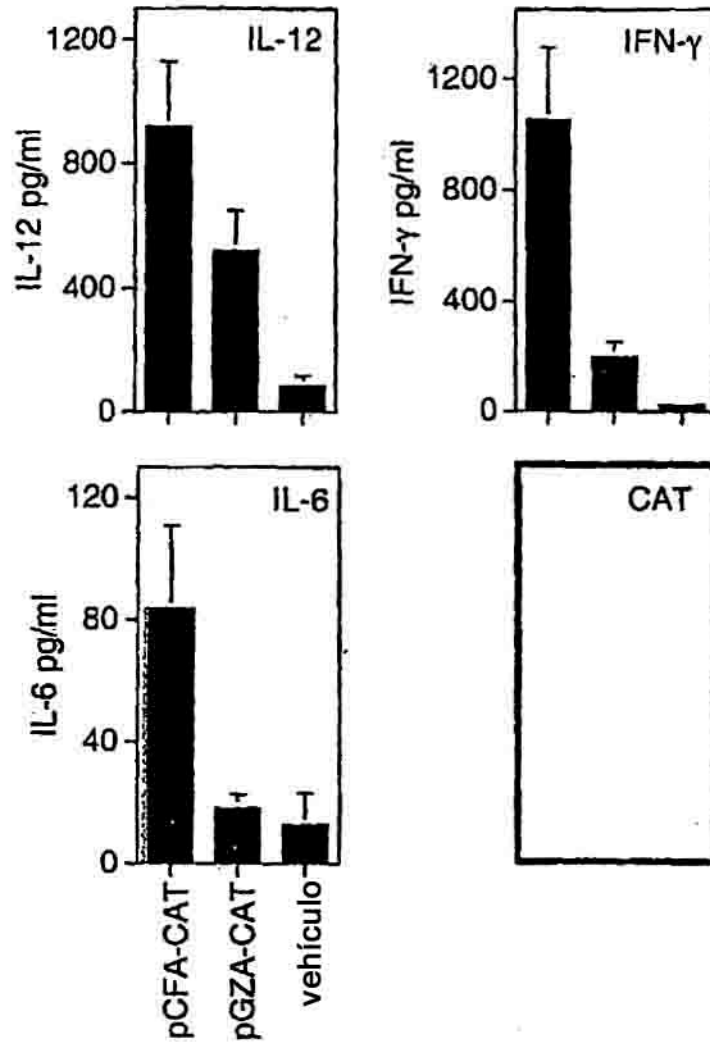 IL-12
IL-12 pg/ml
1200
800
400
0
IFN-γ
IFN-γ pg/ml
1200
800
400
0
IL-6
IL-6 pg/ml
120
80
40
0
pCFA-CAT
pGZA-CAT
vehículo
CAT